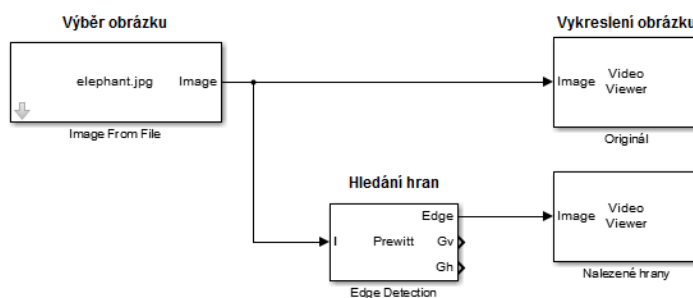 Výběr obrázku
elephant.jpg
Image
Image From File
Vykreslení obrázku
Image
Video
Viewer
Originál
Hledání hran
I
Prewitt
Edge
Gv
Gh
Edge Detection
Image
Video
Viewer
Nalezené hrany